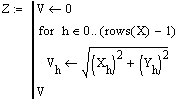 Z := | V ← 0
for h ∈ 0.. (rows(X) − 1)
V_h ← √((X_h)² + (Y_h)²)
V